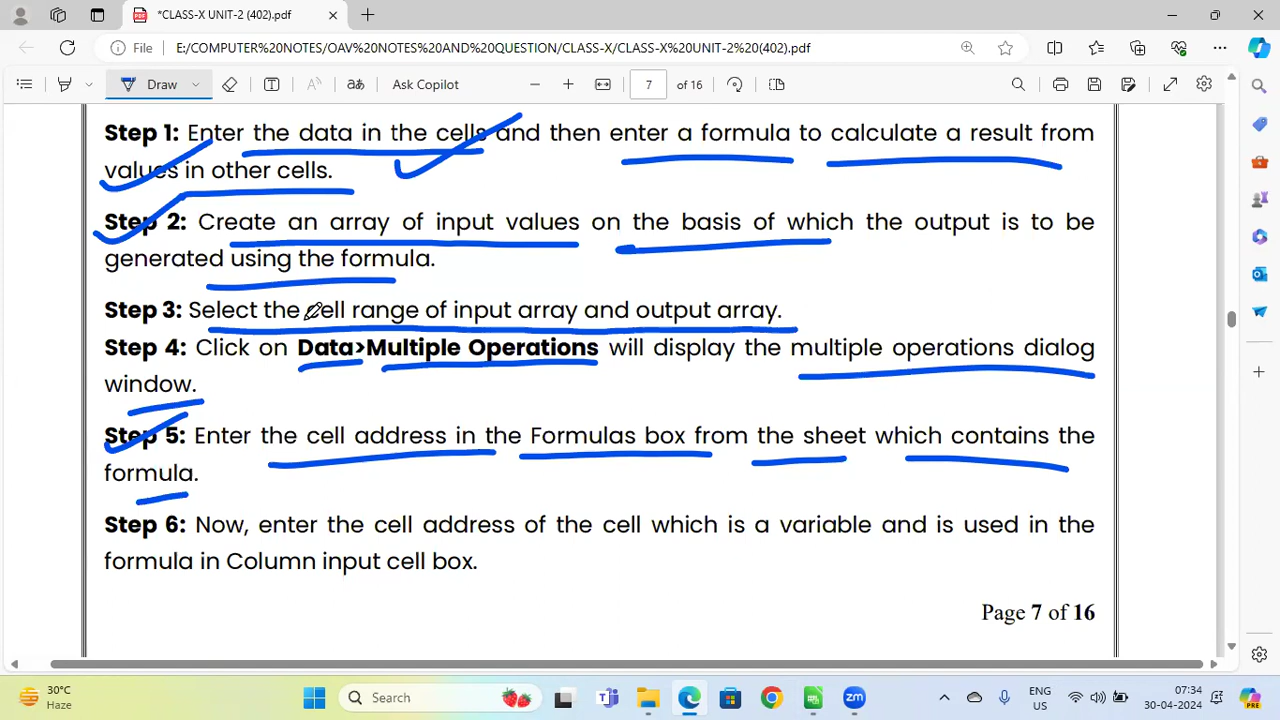 *CLASS-X UNIT-2 (402).pdf
File E:/COMPUTER%20NOTES/OAV%20NOTES%20AND%20QUESTION/CLASS-X/CLASS-X%20UNIT-2%20(402).pdf
Draw Ask Copilot 7 of 16
Step 1: Enter the data in the cells and then enter a formula to calculate a result from
values in other cells.
Step 2: Create an array of input values on the basis of which the output is to be
generated using the formula.
Step 3: Select the cell range of input array and output array.
Step 4: Click on Data>Multiple Operations will display the multiple operations dialog
window.
Step 5: Enter the cell address in the Formulas box from the sheet which contains the
formula.
Step 6: Now, enter the cell address of the cell which is a variable and is used in the
formula in Column input cell box.
Page 7 of 16
30°C
Haze
Search
zm
ENG
US
07:34
30-04-2024
PRE